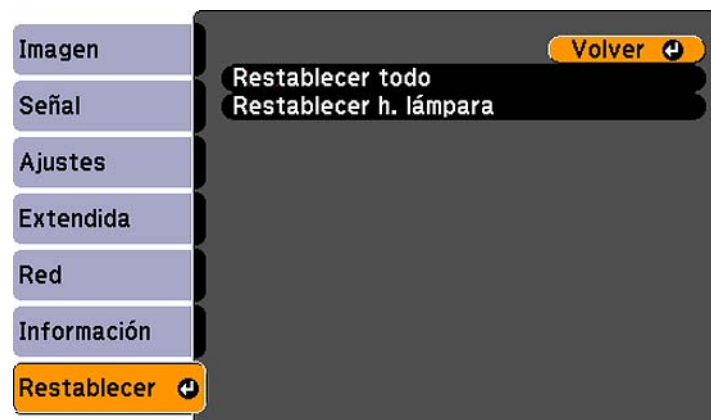 Imagen
Señal
Ajustes
Extendida
Red
Información
Restablecer
Volver
Restablecer todo
Restablecer h. lámpara